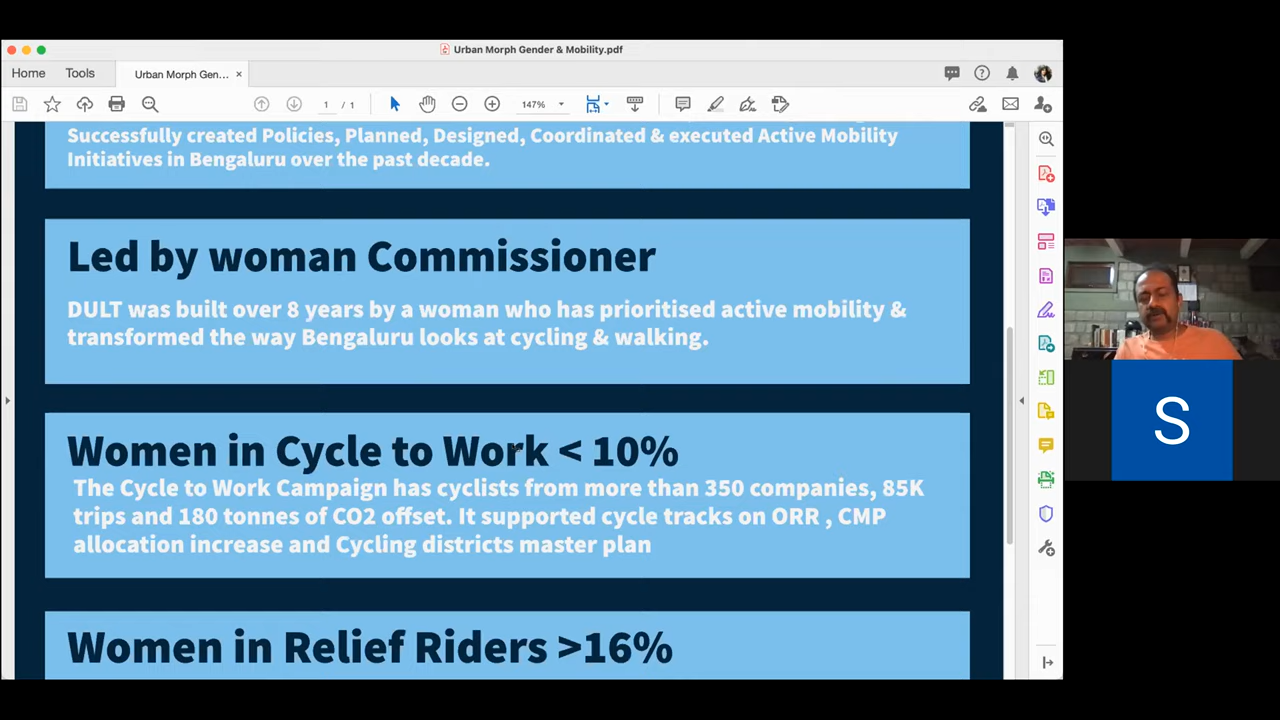 Urban Morph Gender & Mobility.pdf
Home
Tools
Urban Morph Gen... ×
1 / 1
147%
Successfully created Policies, Planned, Designed, Coordinated & executed Active Mobility
Initiatives in Bengaluru over the past decade.
Led by woman Commissioner
DULT was built over 8 years by a woman who has prioritised active mobility &
transformed the way Bengaluru looks at cycling & walking.
Women in Cycle to Work < 10%
The Cycle to Work Campaign has cyclists from more than 350 companies, 85K
trips and 180 tonnes of CO2 offset. It supported cycle tracks on ORR , CMP
allocation increase and Cycling districts master plan
Women in Relief Riders >16%
S